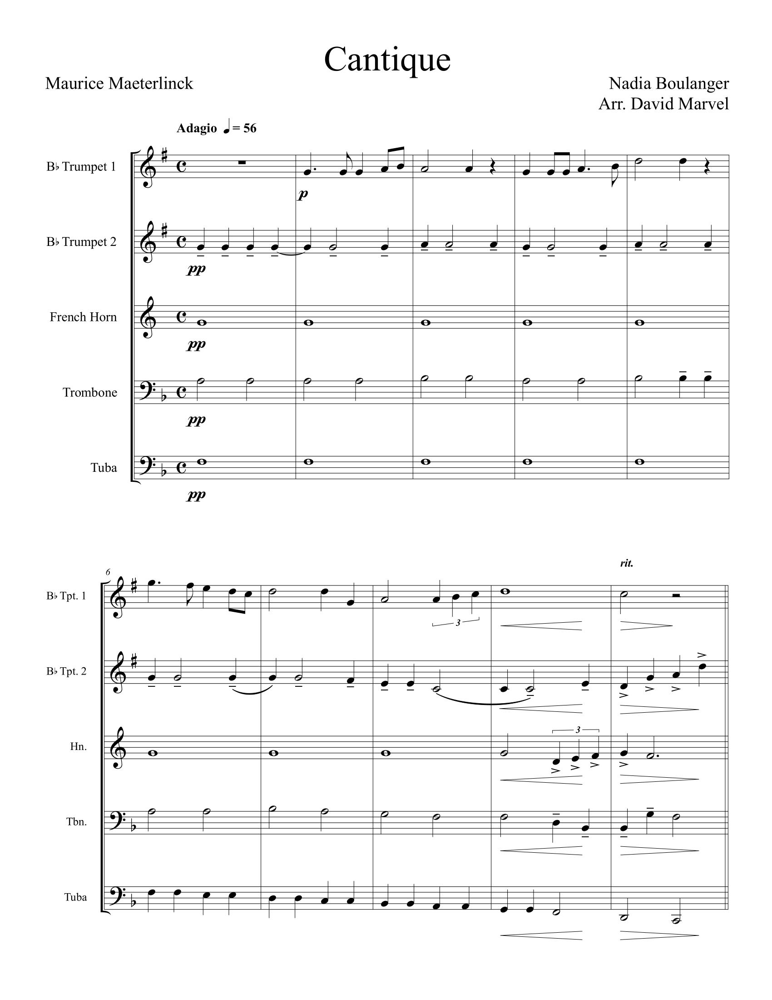 Cantique
Maurice Maeterlinck
Nadia Boulanger
Arr. David Marvel
Adagio ♩ = 56
B♭ Trumpet 1
p
B♭ Trumpet 2
pp
French Horn
pp
Trombone
pp
Tuba
pp
rit.
6
B♭ Tpt. 1
3
B♭ Tpt. 2
3
Hn.
Tbn.
Tuba